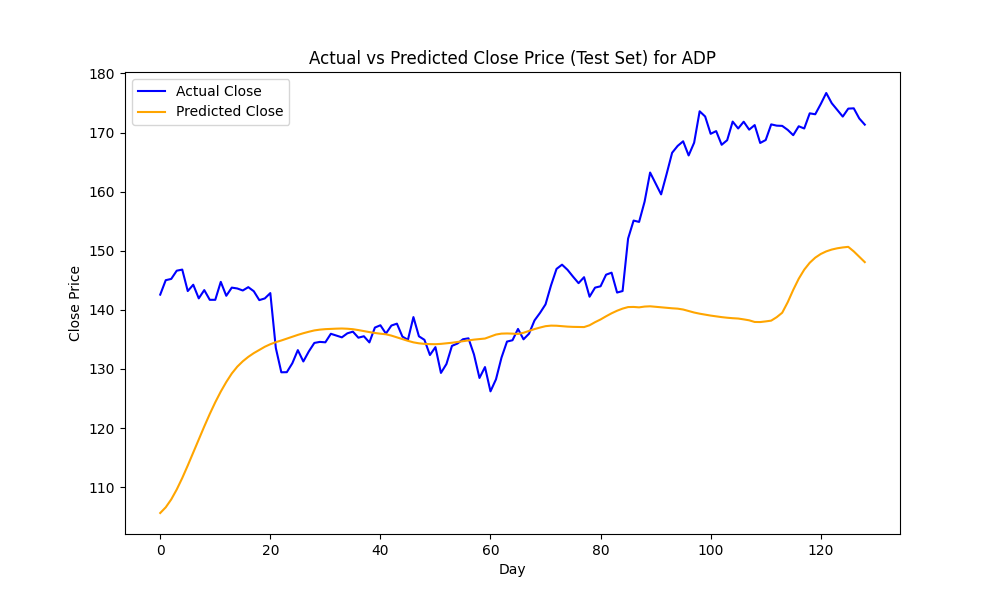 Actual vs Predicted Close Price (Test Set) for ADP
Actual Close
Predicted Close
180
170
160
150
140
130
120
110
Close Price
0 20 40 60 80 100 120
Day